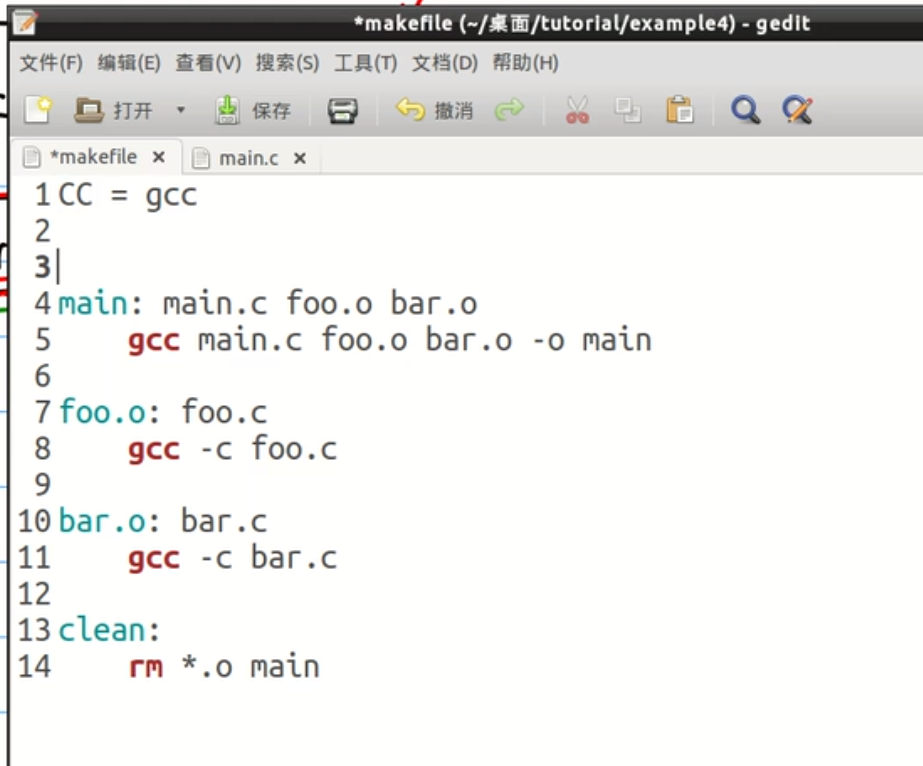 *makefile (~/桌面/tutorial/example4) - gedit
文件(F) 编辑(E) 查看(V) 搜索(S) 工具(T) 文档(D) 帮助(H)
打开 保存 撤消
*makefile × main.c ×
1 CC = gcc
2
3
4 main: main.c foo.o bar.o
5 gcc main.c foo.o bar.o -o main
6
7 foo.o: foo.c
8 gcc -c foo.c
9
10 bar.o: bar.c
11 gcc -c bar.c
12
13 clean:
14 rm *.o main